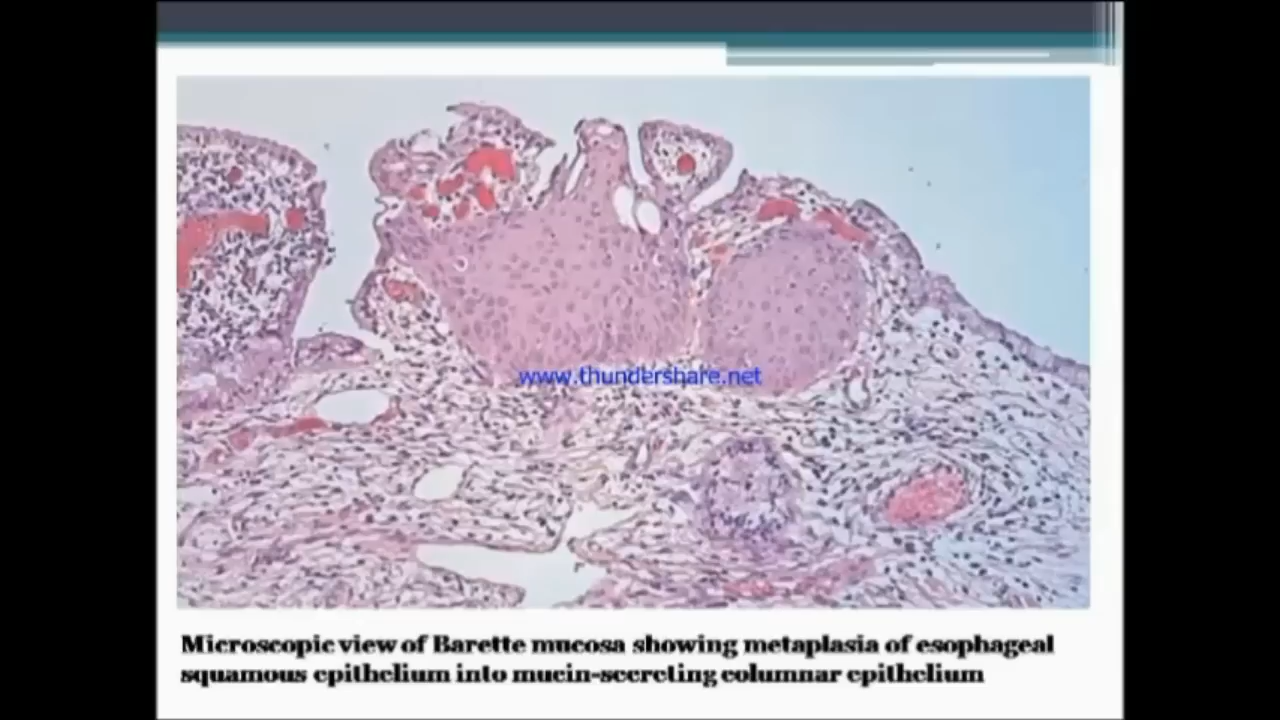 www.thundershare.net
Microscopic view of Barette mucosa showing metaplasia of esophageal
squamous epithelium into mucin-secreting columnar epithelium